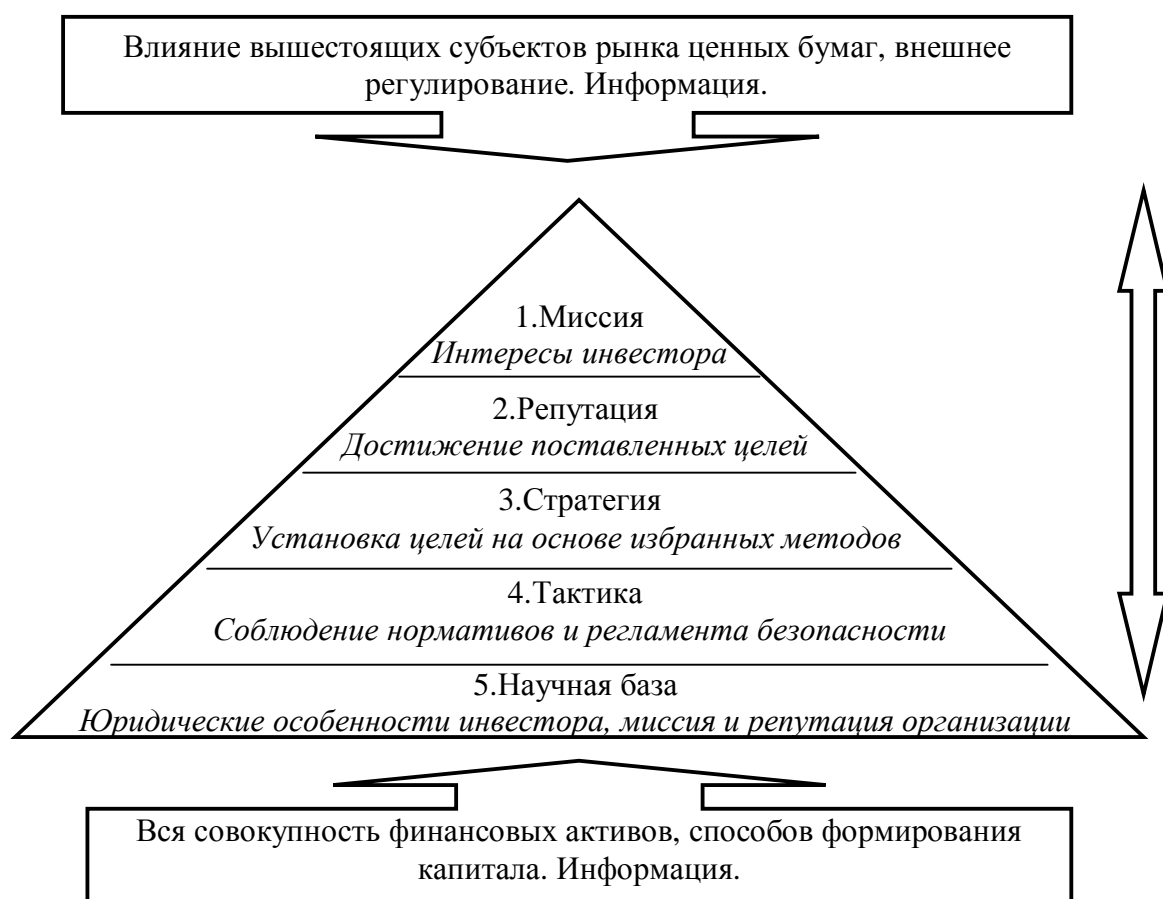 Влияние вышестоящих субъектов рынка ценных бумаг, внешнее
регулирование. Информация.
1.Миссия
Интересы инвестора
2.Репутация
Достижение поставленных целей
3.Стратегия
Установка целей на основе избранных методов
4.Тактика
Соблюдение нормативов и регламента безопасности
5.Научная база
Юридические особенности инвестора, миссия и репутация организации
Вся совокупность финансовых активов, способов формирования
капитала. Информация.